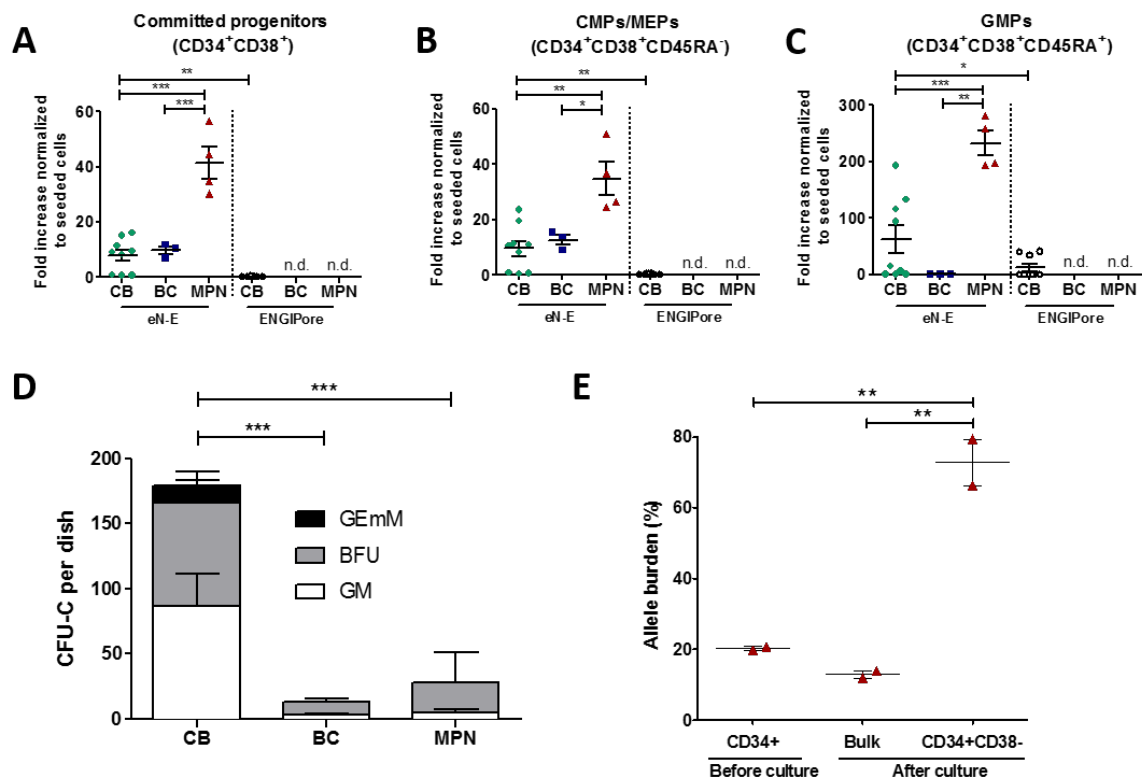 A
Committed progenitors
(CD34+CD38+)
Fold increase normalized
to seeded cells
**
***
***
60
40
20
0
n.d. n.d.
CB BC MPN CB BC MPN
eN-E ENGIPore
B
CMPs/MEPs
(CD34+CD38+CD45RA-)
Fold increase normalized
to seeded cells
**
**
*
60
40
20
0
n.d. n.d.
CB BC MPN CB BC MPN
eN-E ENGIPore
C
GMPs
(CD34+CD38+CD45RA+)
Fold increase normalized
to seeded cells
*
***
**
300
200
100
0
n.d. n.d.
CB BC MPN CB BC MPN
eN-E ENGIPore
D
***
***
CFU-C per dish
200
150
100
50
0
GEmM
BFU
GM
CB BC MPN
E
**
**
Allele burden (%)
80
60
40
20
0
CD34+ Bulk CD34+CD38-
Before culture After culture